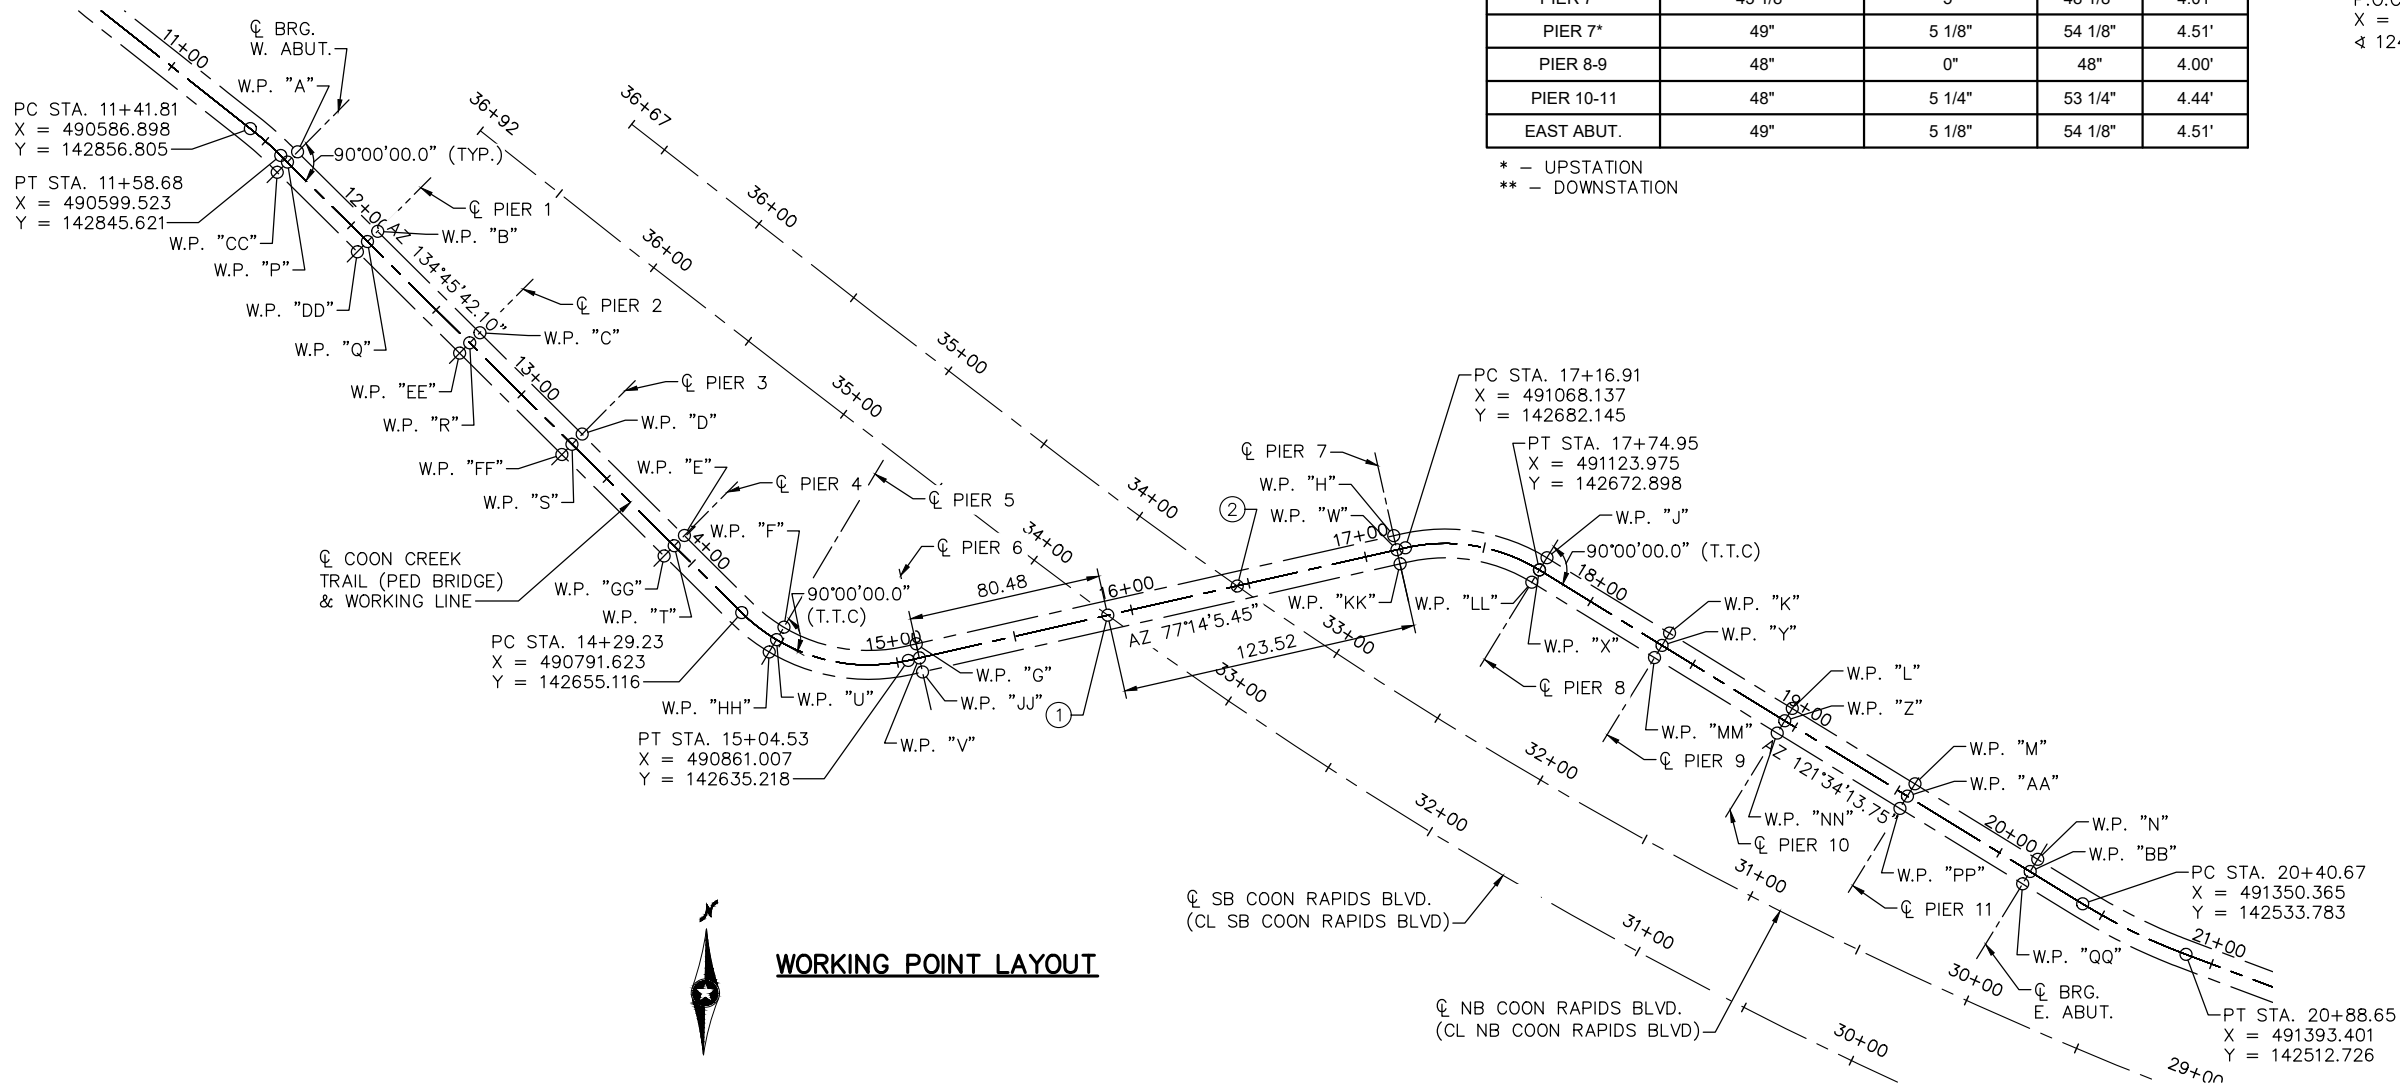 PIER 7*	49"	5 1/8"	54 1/8"	4.51'
PIER 8-9	48"	0"	48"	4.00'
PIER 10-11	48"	5 1/4"	53 1/4"	4.44'
EAST ABUT.	49"	5 1/8"	54 1/8"	4.51'
* – UPSTATION
** – DOWNSTATION
X =
∢ 124
11+00
℄ BRG.
W. ABUT.
W.P. "A"
PC STA. 11+41.81
X = 490586.898
Y = 142856.805
90°00'00.0" (TYP.)
PT STA. 11+58.68
X = 490599.523
Y = 142845.621
W.P. "CC"
W.P. "P"
12+00
℄ PIER 1
W.P. "B"
AZ 134°45'42.10"
W.P. "DD"
W.P. "Q"
℄ PIER 2
W.P. "C"
W.P. "EE"
W.P. "R"
13+00
℄ PIER 3
W.P. "D"
W.P. "FF"
W.P. "S"
W.P. "E"
℄ PIER 4
14+00
W.P. "F"
℄ PIER 5
℄ COON CREEK
TRAIL (PED BRIDGE)
& WORKING LINE
W.P. "GG"
W.P. "T"
PC STA. 14+29.23
X = 490791.623
Y = 142655.116
90°00'00.0"
(T.T.C)
℄ PIER 6
80.48
15+00
W.P. "HH"
W.P. "U"
W.P. "G"
W.P. "JJ"
W.P. "V"
PT STA. 15+04.53
X = 490861.007
Y = 142635.218
1
16+00
AZ 77°14'5.45"
123.52
2
36+92
36+00
35+00
34+00
33+00
32+00
31+00
30+00
36+67
36+00
35+00
34+00
33+00
32+00
31+00
30+00
29+00
℄ PIER 7
W.P. "H"
W.P. "W"
17+00
PC STA. 17+16.91
X = 491068.137
Y = 142682.145
PT STA. 17+74.95
X = 491123.975
Y = 142672.898
W.P. "J"
90°00'00.0" (T.T.C)
18+00
W.P. "KK"
W.P. "LL"
W.P. "X"
℄ PIER 8
W.P. "K"
W.P. "Y"
W.P. "MM"
℄ PIER 9
W.P. "L"
W.P. "Z"
19+00
AZ 121°34'13.75"
W.P. "NN"
℄ PIER 10
W.P. "M"
W.P. "AA"
W.P. "PP"
℄ PIER 11
20+00
W.P. "N"
W.P. "BB"
PC STA. 20+40.67
X = 491350.365
Y = 142533.783
W.P. "QQ"
℄ BRG.
E. ABUT.
21+00
PT STA. 20+88.65
X = 491393.401
Y = 142512.726
℄ SB COON RAPIDS BLVD.
(CL SB COON RAPIDS BLVD)
℄ NB COON RAPIDS BLVD.
(CL NB COON RAPIDS BLVD)
N
WORKING POINT LAYOUT